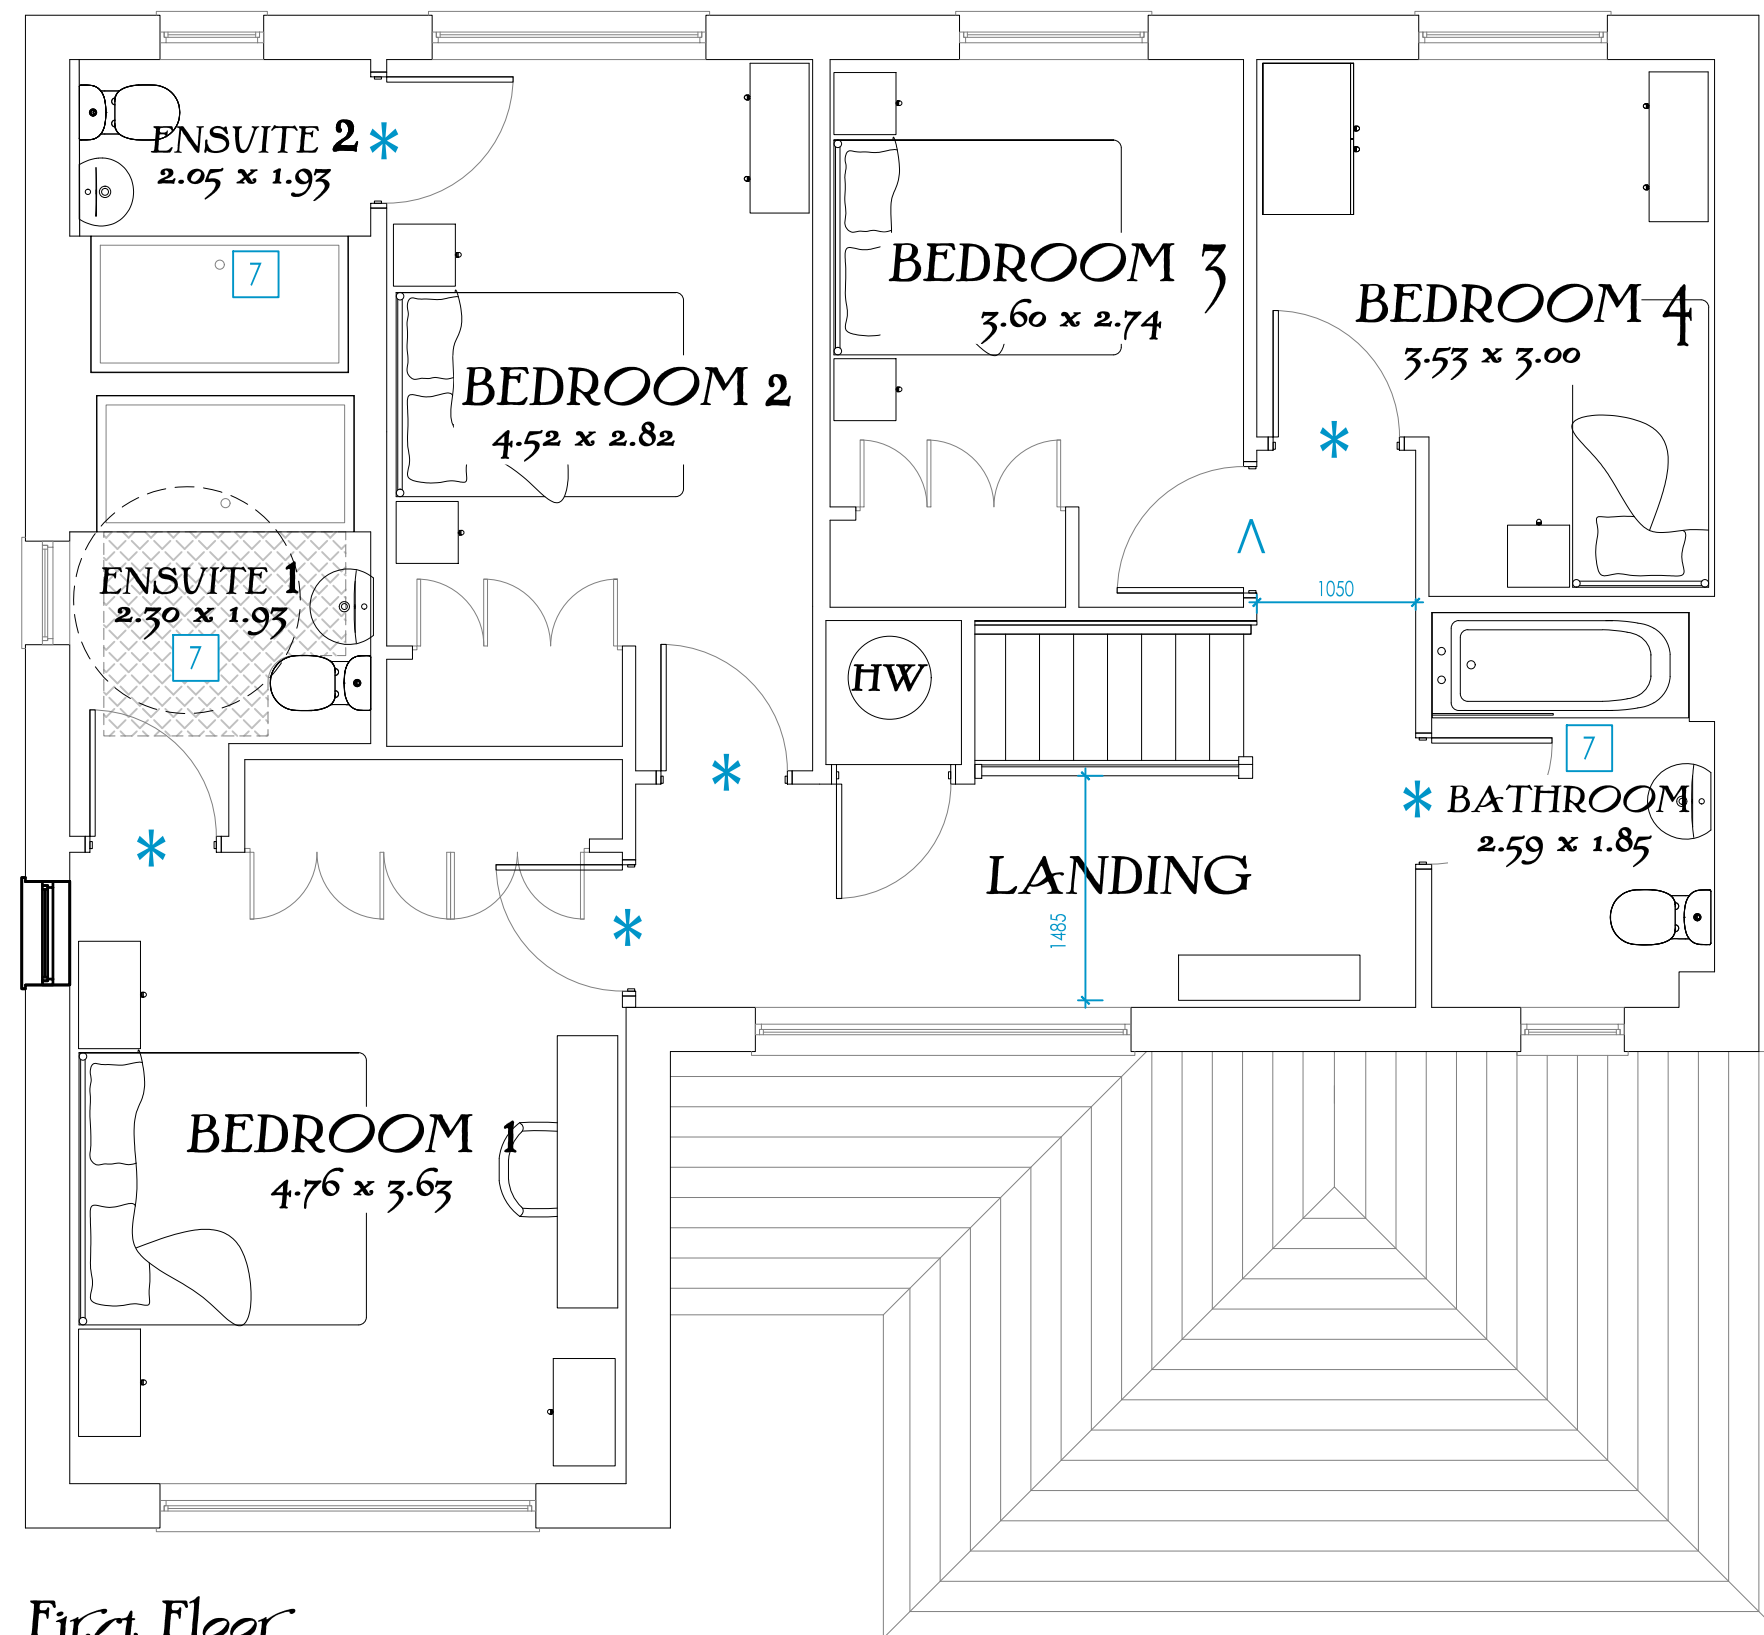 ENSUITE 2 *
2.05 x 1.93
7
BEDROOM 2
4.52 x 2.82
BEDROOM 3
3.60 x 2.74
BEDROOM 4
3.53 x 3.00
*
1050
ENSUITE 1
2.30 x 1.93
7
HW
*
7
* BATHROOM
2.59 x 1.85
*
LANDING
1485
*
BEDROOM 1
4.76 x 3.63
First Floor